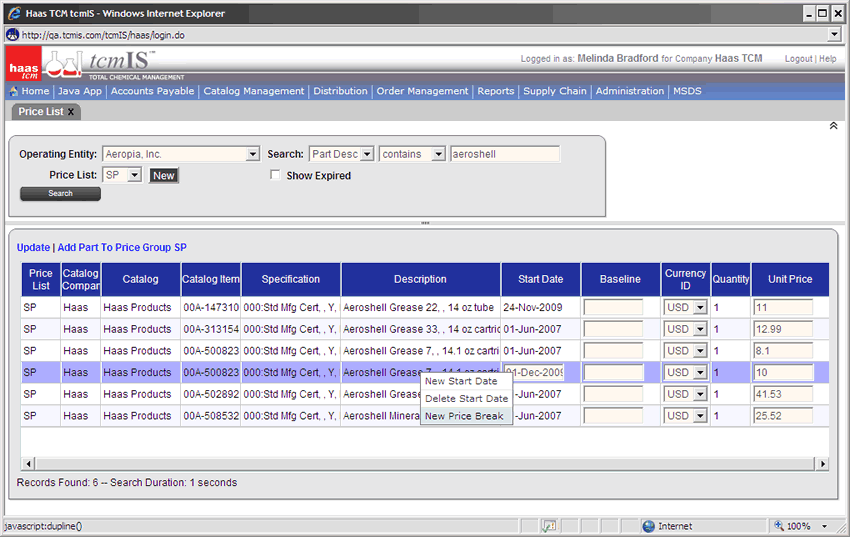 Haas TCM tcmIS - Windows Internet Explorer
http://qa.tcmis.com/tcmIS/haas/login.do
haas tcm
tcmIS™
TOTAL CHEMICAL MANAGEMENT
Logged in as: Melinda Bradford for Company Haas TCM
Logout | Help
Home | Java App | Accounts Payable | Catalog Management | Distribution | Order Management | Reports | Supply Chain | Administration | MSDS
Price List X
Operating Entity: Aeropia, Inc. Search: Part Desc contains aeroshell
Price List: SP New Show Expired
Search
Update | Add Part To Price Group SP
Price List Catalog Compan Catalog Catalog Item Specification Description Start Date Baseline Currency ID Quantity Unit Price
SP Haas Haas Products 00A-147310 000:Std Mfg Cert, , Y, Aeroshell Grease 22, , 14 oz tube 24-Nov-2009 USD 1 11
SP Haas Haas Products 00A-313154 000:Std Mfg Cert, , Y, Aeroshell Grease 33, , 14 oz cartric 01-Jun-2007 USD 1 12.99
SP Haas Haas Products 00A-500823 000:Std Mfg Cert, , Y, Aeroshell Grease 7, , 14.1 oz cartri 01-Jun-2007 USD 1 8.1
SP Haas Haas Products 00A-500823 000:Std Mfg Cert, , Y, Aeroshell Grease 7, , 14.1 oz cartri 01-Dec-2009 USD 1 10
SP Haas Haas Products 00A-502892 000:Std Mfg Cert, , Y, Aeroshell Grease -Jun-2007 USD 1 41.53
SP Haas Haas Products 00A-508532 000:Std Mfg Cert, , Y, Aeroshell Minera -Jun-2007 USD 1 25.52
New Start Date
Delete Start Date
New Price Break
Records Found: 6 -- Search Duration: 1 seconds
javascript:dupline() Internet 100%